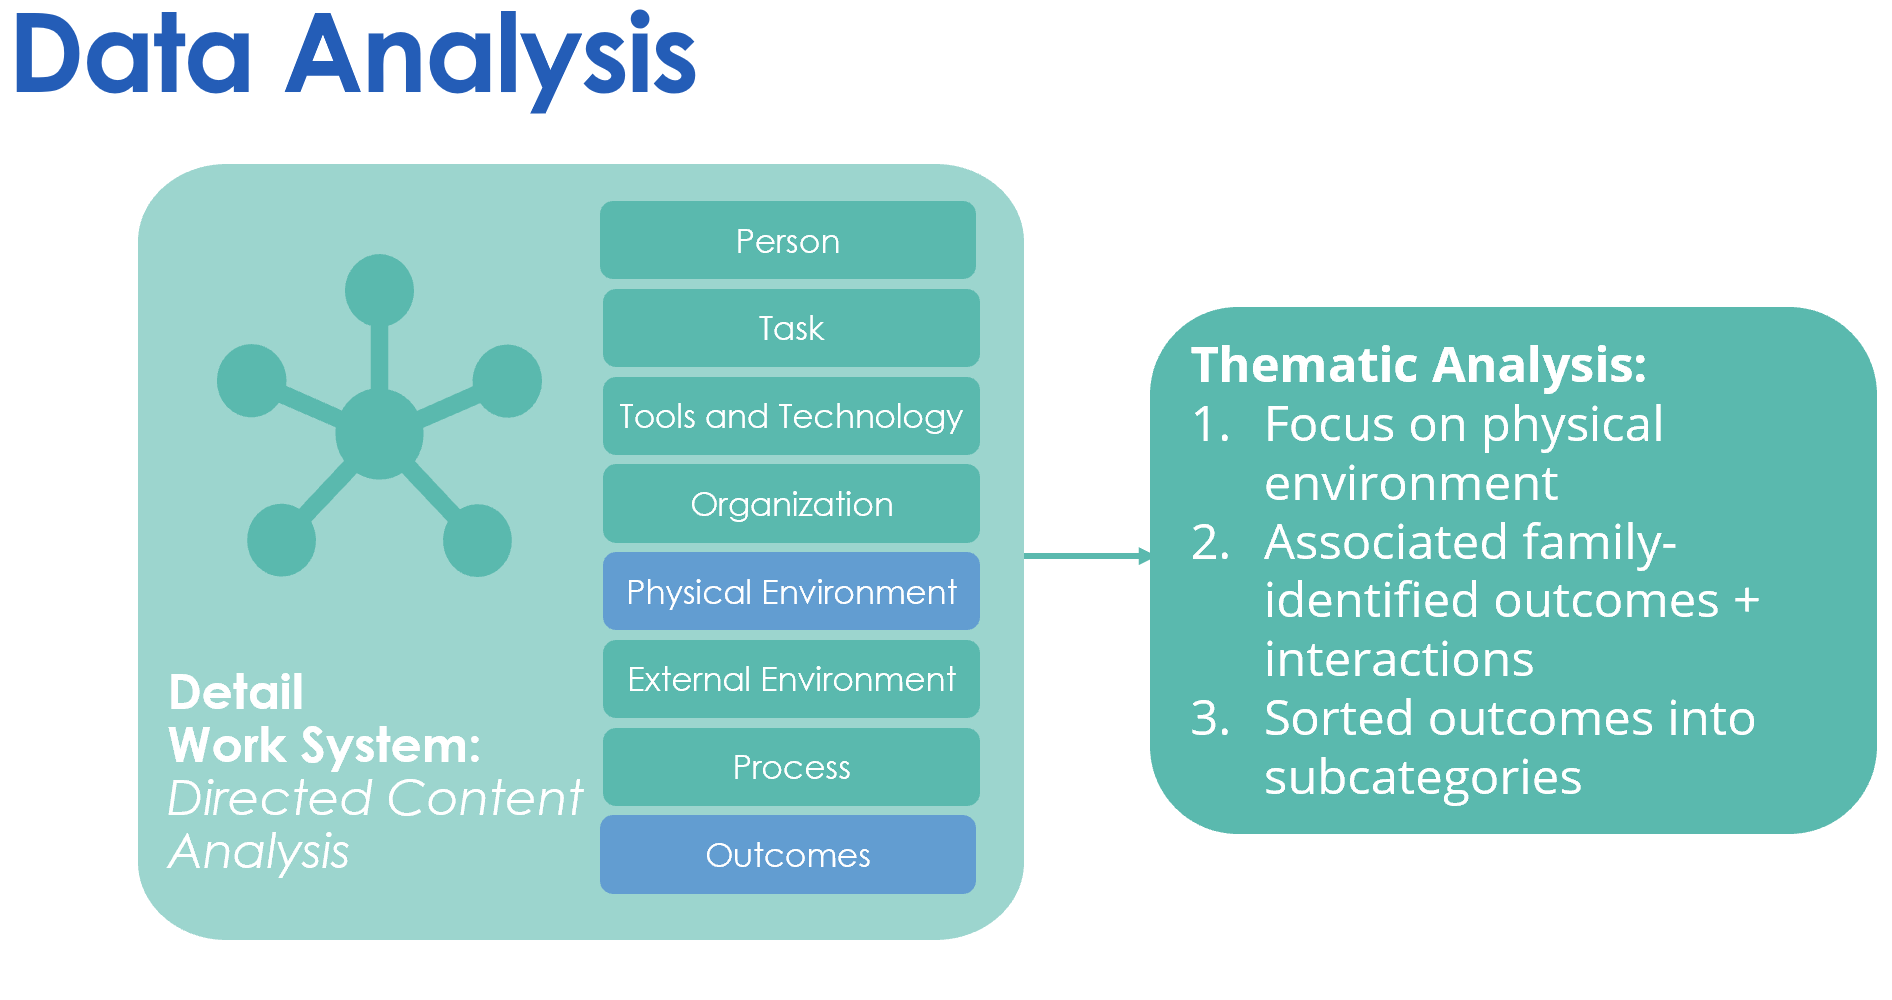 Data Analysis
Person
Task
Tools and Technology
Organization
Physical Environment
External Environment
Process
Outcomes
Detail
Work System:
Directed Content
Analysis
Thematic Analysis:
1. Focus on physical
environment
2. Associated family-
identified outcomes +
interactions
3. Sorted outcomes into
subcategories